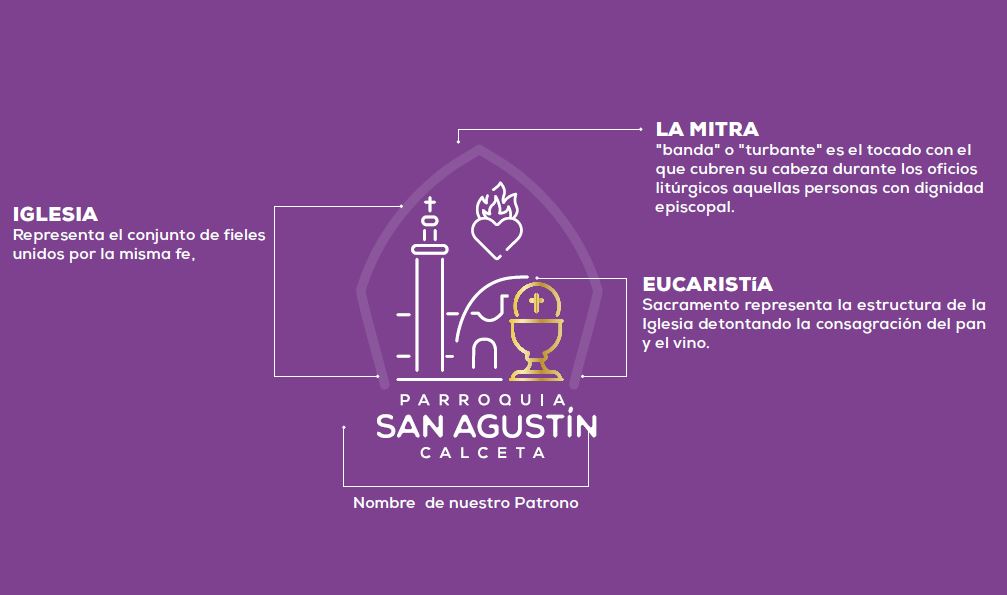 LA MITRA
"banda" o "turbante" es el tocado con el
que cubren su cabeza durante los oficios
litúrgicos aquellas personas con dignidad
episcopal.
IGLESIA
Representa el conjunto de fieles
unidos por la misma fe,
EUCARISTíA
Sacramento representa la estructura de la
Iglesia detontando la consagración del pan
y el vino.
PARROQUIA
SAN AGUSTÍN
CALCETA
Nombre de nuestro Patrono